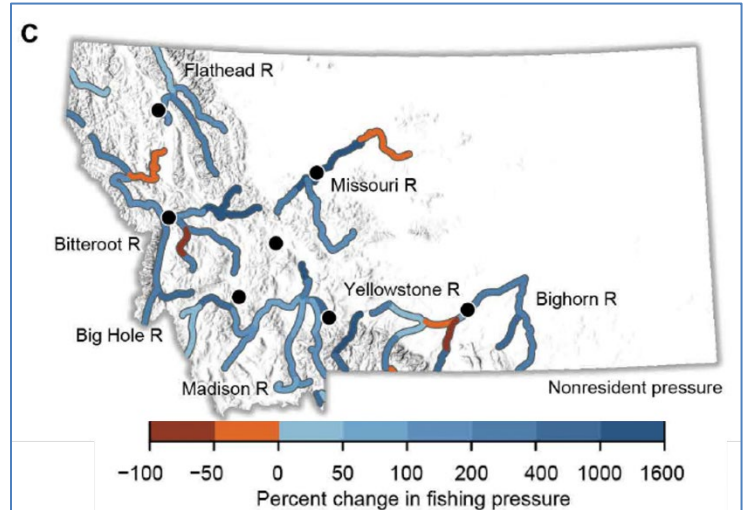 C
Flathead R
Missouri R
Bitteroot R
Yellowstone R
Bighorn R
Big Hole R
Madison R
Nonresident pressure
−100 −50 0 50 100 200 400 1000 1600
Percent change in fishing pressure